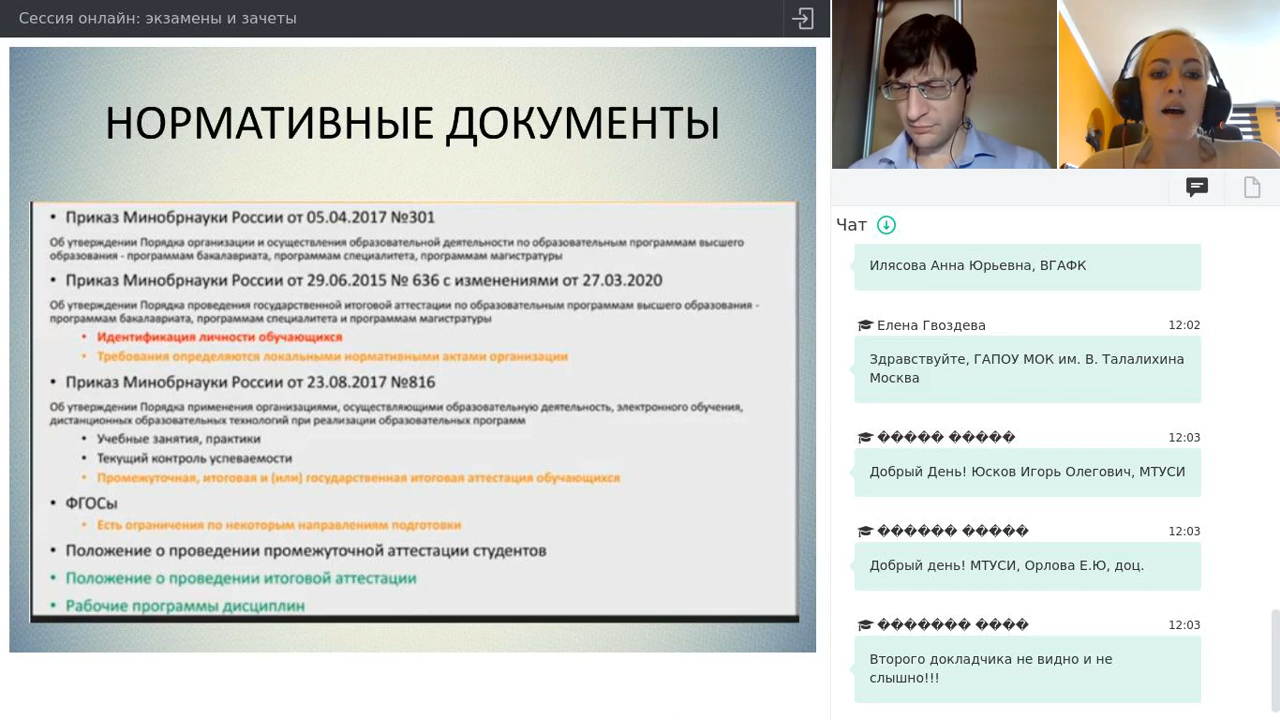 Сессия онлайн: экзамены и зачеты
НОРМАТИВНЫЕ ДОКУМЕНТЫ
• Приказ Минобрнауки России от 05.04.2017 №301
Об утверждении Порядка организации и осуществления образовательной деятельности по образовательным программам высшего
образования - программам бакалавриата, программам специалитета, программам магистратуры
• Приказ Минобрнауки России от 29.06.2015 № 636 с изменениями от 27.03.2020
Об утверждении Порядка проведения государственной итоговой аттестации по образовательным программам высшего образования -
программам бакалавриата, программам специалитета и программам магистратуры
• Идентификация личности обучающихся
• Требования определяются локальными нормативными актами организации
• Приказ Минобрнауки России от 23.08.2017 №816
Об утверждении Порядка применения организациями, осуществляющими образовательную деятельность, электронного обучения,
дистанционных образовательных технологий при реализации образовательных программ
• Учебные занятия, практики
• Текущий контроль успеваемости
• Промежуточная, итоговая и (или) государственная итоговая аттестация обучающихся
• ФГОСы
• Есть ограничения по некоторым направлениям подготовки
• Положение о проведении промежуточной аттестации студентов
• Положение о проведении итоговой аттестации
• Рабочие программы дисциплин
Чат
Илясова Анна Юрьевна, ВГАФК
Елена Гвоздева 12:02
Здравствуйте, ГАПОУ МОК им. В. Талалихина
Москва
����� ����� 12:03
Добрый День! Юсков Игорь Олегович, МТУСИ
������ ����� 12:03
Добрый день! МТУСИ, Орлова Е.Ю, доц.
������� ���� 12:03
Второго докладчика не видно и не
слышно!!!